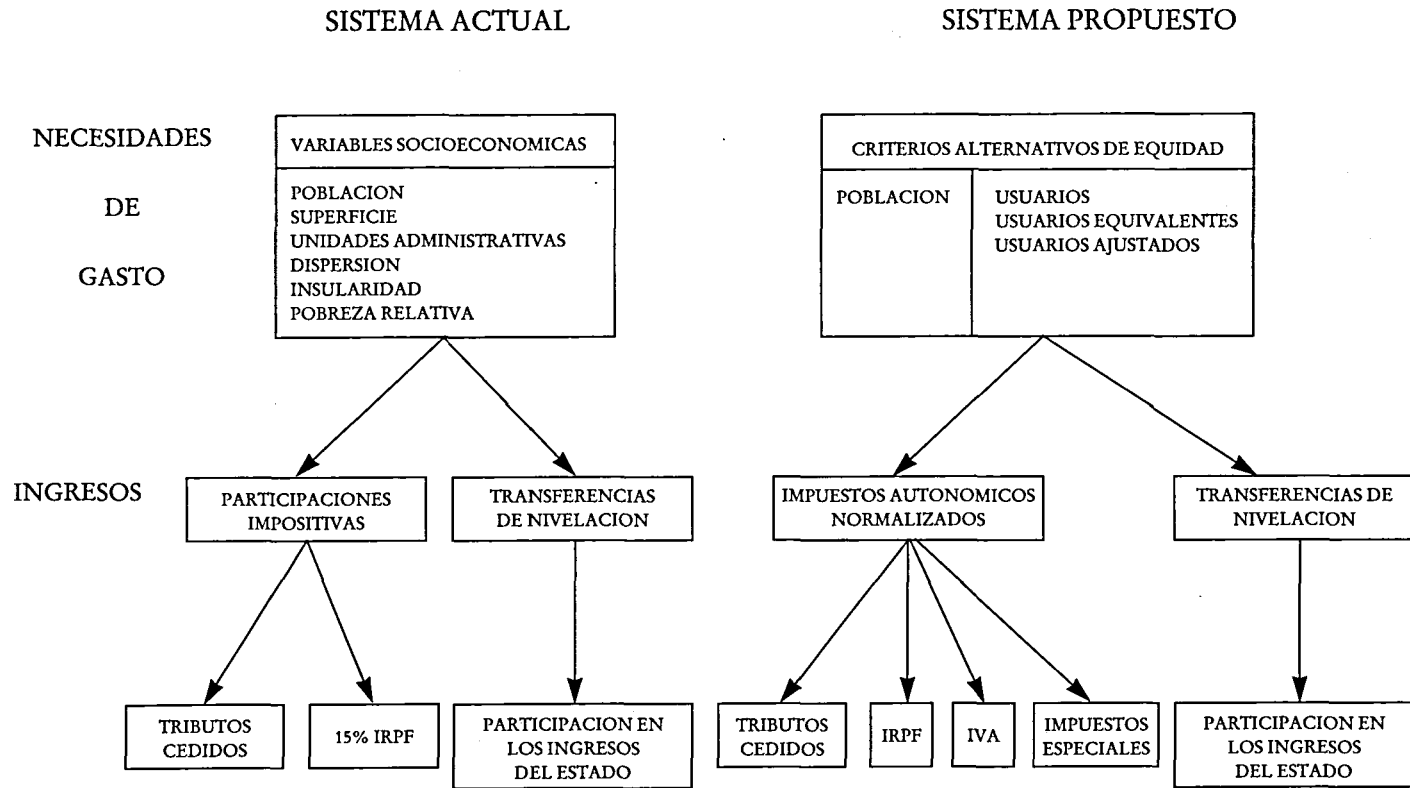 SISTEMA ACTUAL
SISTEMA PROPUESTO
NECESIDADES
DE
GASTO
VARIABLES SOCIOECONOMICAS
POBLACION
SUPERFICIE
UNIDADES ADMINISTRATIVAS
DISPERSION
INSULARIDAD
POBREZA RELATIVA
CRITERIOS ALTERNATIVOS DE EQUIDAD
POBLACION
USUARIOS
USUARIOS EQUIVALENTES
USUARIOS AJUSTADOS
INGRESOS
PARTICIPACIONES
IMPOSITIVAS
TRANSFERENCIAS
DE NIVELACION
IMPUESTOS AUTONOMICOS
NORMALIZADOS
TRANSFERENCIAS DE
NIVELACION
TRIBUTOS
CEDIDOS
15% IRPF
PARTICIPACION EN
LOS INGRESOS
DEL ESTADO
TRIBUTOS
CEDIDOS
IRPF
IVA
IMPUESTOS
ESPECIALES
PARTICIPACION EN
LOS INGRESOS
DEL ESTADO